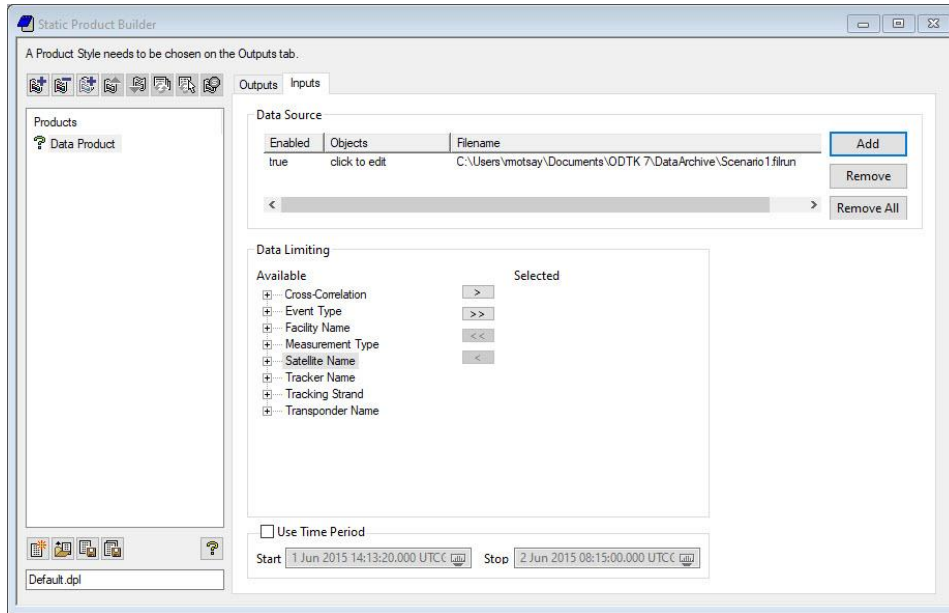 Static Product Builder
A Product Style needs to be chosen on the Outputs tab.
Outputs Inputs
Products
Data Product
Data Source
Enabled Objects Filename
true click to edit C:\Users\motsay\Documents\ODTK 7\DataArchive\Scenario1.filrun
Add
Remove
Remove All
Data Limiting
Available Selected
Cross-Correlation
Event Type
Facility Name
Measurement Type
Satellite Name
Tracker Name
Tracking Strand
Transponder Name
>
>>
<<
<
Use Time Period
Start 1 Jun 2015 14:13:20.000 UTC Stop 2 Jun 2015 08:15:00.000 UTC
Default.dpl